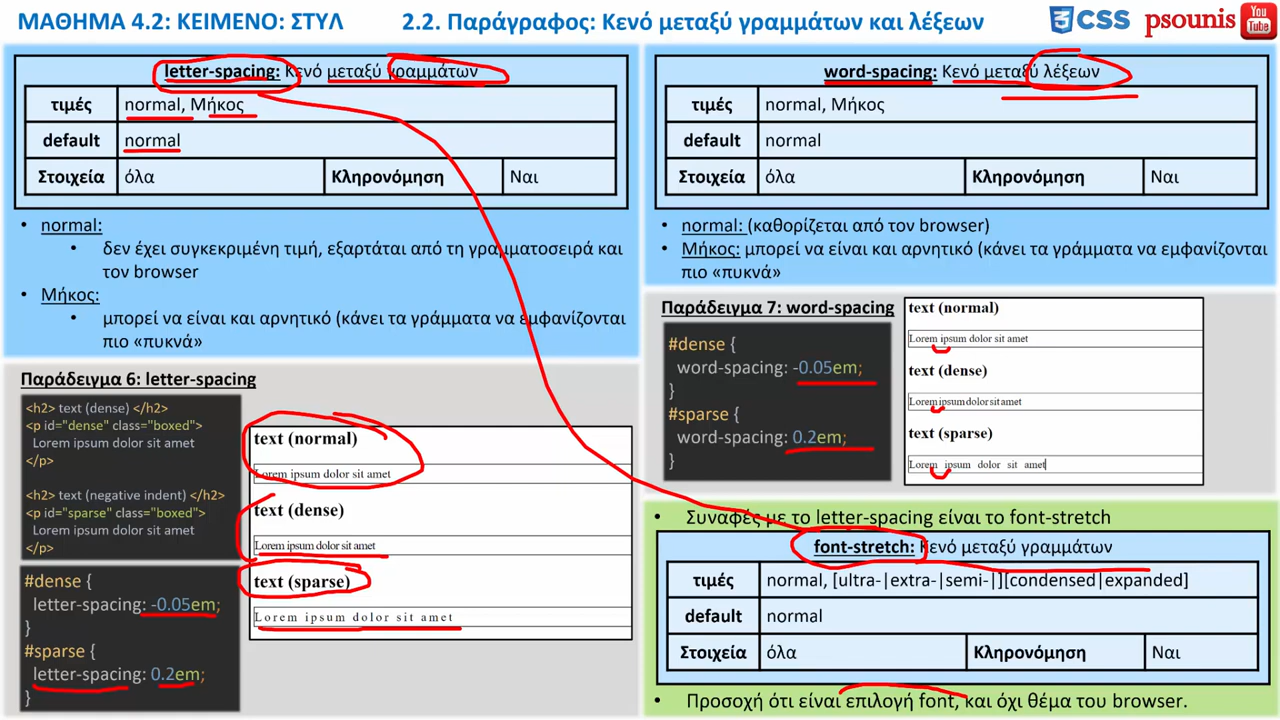 ΜΑΘΗΜΑ 4.2: ΚΕΙΜΕΝΟ: ΣΤΥΛ
2.2. Παράγραφος: Κενό μεταξύ γραμμάτων και λέξεων
3 CSS
psounis
You Tube
letter-spacing: Κενό μεταξύ γραμμάτων
τιμές normal, Μήκος
default normal
Στοιχεία όλα Κληρονόμηση Ναι
• normal:
• δεν έχει συγκεκριμένη τιμή, εξαρτάται από τη γραμματοσειρά και
τον browser
• Μήκος:
• μπορεί να είναι και αρνητικό (κάνει τα γράμματα να εμφανίζονται
πιο «πυκνά»
Παράδειγμα 6: letter-spacing
<h2> text (dense) </h2>
<p id="dense" class="boxed">
Lorem ipsum dolor sit amet
</p>
<h2> text (negative indent) </h2>
<p id="sparse" class="boxed">
Lorem ipsum dolor sit amet
</p>
#dense {
letter-spacing: -0.05em;
}
#sparse {
letter-spacing: 0.2em;
}
text (normal)
Lorem ipsum dolor sit amet
text (dense)
Lorem ipsum dolor sit amet
text (sparse)
Lorem ipsum dolor sit amet
word-spacing: Κενό μεταξύ λέξεων
τιμές normal, Μήκος
default normal
Στοιχεία όλα Κληρονόμηση Ναι
• normal: (καθορίζεται από τον browser)
• Μήκος: μπορεί να είναι και αρνητικό (κάνει τα γράμματα να εμφανίζονται
πιο «πυκνά»
Παράδειγμα 7: word-spacing
#dense {
word-spacing: -0.05em;
}
#sparse {
word-spacing: 0.2em;
}
text (normal)
Lorem ipsum dolor sit amet
text (dense)
Lorem ipsum dolor sit amet
text (sparse)
Lorem ipsum dolor sit amet
• Συναφές με το letter-spacing είναι το font-stretch
font-stretch: Κενό μεταξύ γραμμάτων
τιμές normal, [ultra-|extra-|semi-|][condensed|expanded]
default normal
Στοιχεία όλα Κληρονόμηση Ναι
• Προσοχή ότι είναι επιλογή font, και όχι θέμα του browser.